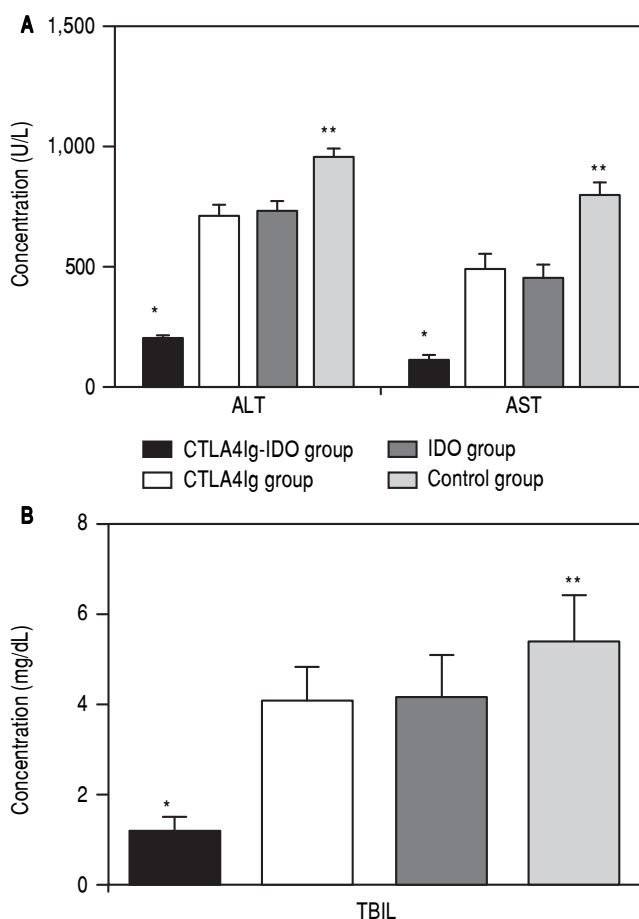 A
1,500
1,000
500
0
Concentration (U/L)
*
**
*
**
ALT
AST
CTLA4Ig-IDO group
IDO group
CTLA4Ig group
Control group
B
8
6
4
2
0
Concentration (mg/dL)
*
**
TBIL